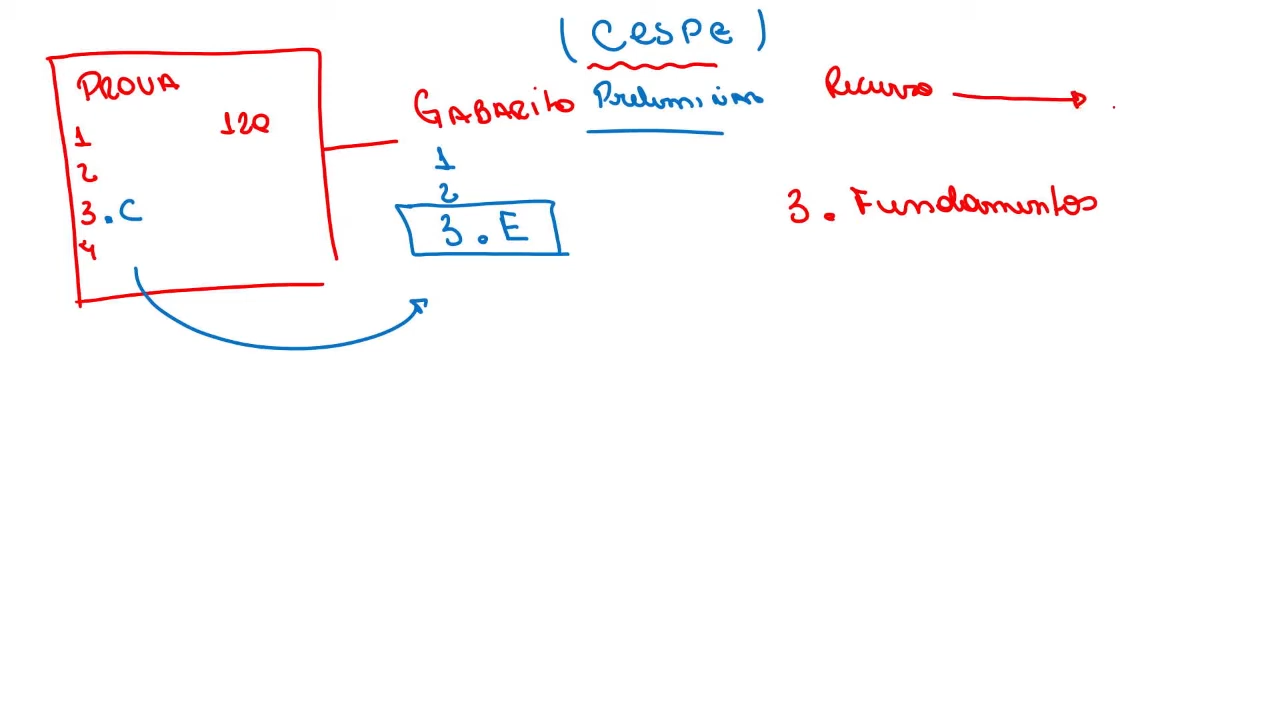 (CESPE)
PROVA
120
1
2
3.C
4
GABARITO Preliminar
1
2
3.E
Recurso
3. Fundamentos